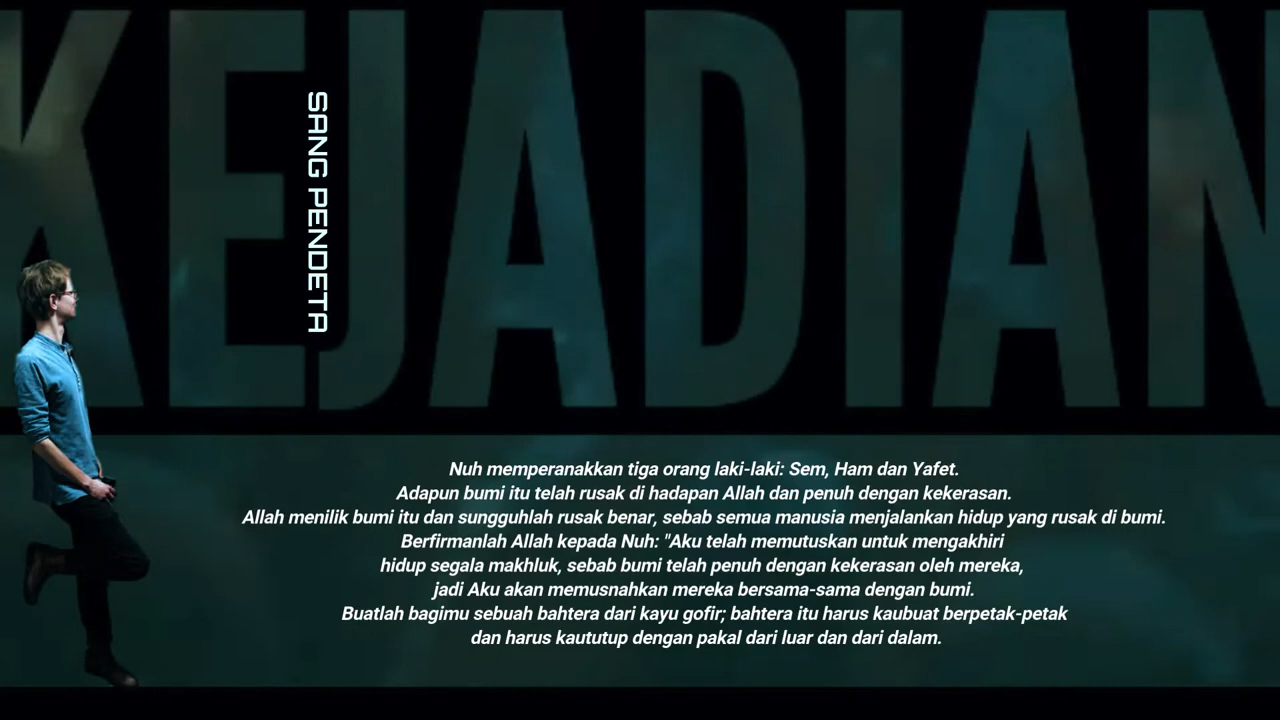 KEJADIAN
SANG PENDETA
Nuh memperanakkan tiga orang laki-laki: Sem, Ham dan Yafet.
Adapun bumi itu telah rusak di hadapan Allah dan penuh dengan kekerasan.
Allah menilik bumi itu dan sungguhlah rusak benar, sebab semua manusia menjalankan hidup yang rusak di bumi.
Berfirmanlah Allah kepada Nuh: "Aku telah memutuskan untuk mengakhiri
hidup segala makhluk, sebab bumi telah penuh dengan kekerasan oleh mereka,
jadi Aku akan memusnahkan mereka bersama-sama dengan bumi.
Buatlah bagimu sebuah bahtera dari kayu gofir; bahtera itu harus kaubuat berpetak-petak
dan harus kaututup dengan pakal dari luar dan dari dalam.